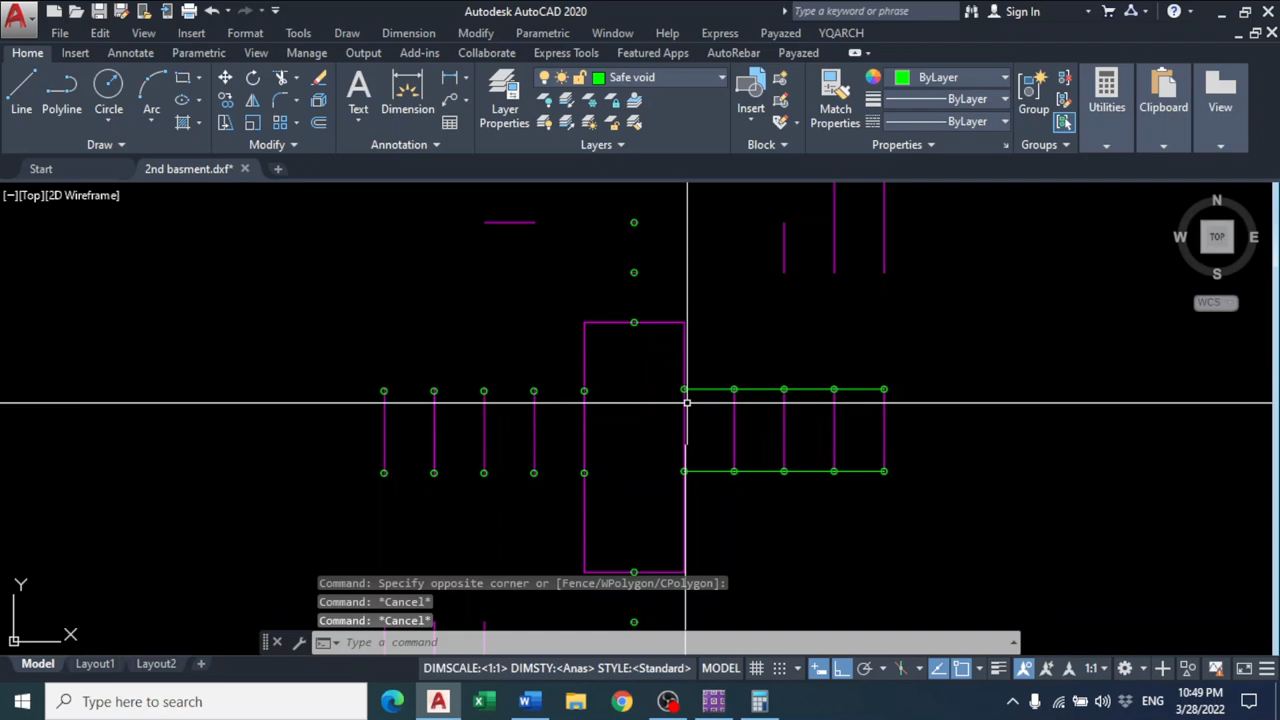 Autodesk AutoCAD 2020
Type a keyword or phrase
Sign In
File Edit View Insert Format Tools Draw Dimension Modify Parametric Window Help Express Payazed YQARCH
Home Insert Annotate Parametric View Manage Output Add-ins Collaborate Express Tools Featured Apps AutoRebar Payazed
Line Polyline Circle Arc
Text Dimension
Layer Properties
Safe void
Insert
Match Properties
ByLayer
ByLayer
ByLayer
Group
Utilities Clipboard View
Draw Modify Annotation Layers Block Properties Groups
Start 2nd basment.dxf*
[−][Top][2D Wireframe]
N
W TOP E
S
WCS
Command: Specify opposite corner or [Fence/WPolygon/CPolygon]:
Command: *Cancel*
Command: *Cancel*
Type a command
Y
X
Model Layout1 Layout2 +
DIMSCALE:<1:1> DIMSTY:<Anas> STYLE:<Standard> MODEL 1:1
Type here to search
ENG
10:49 PM
3/28/2022